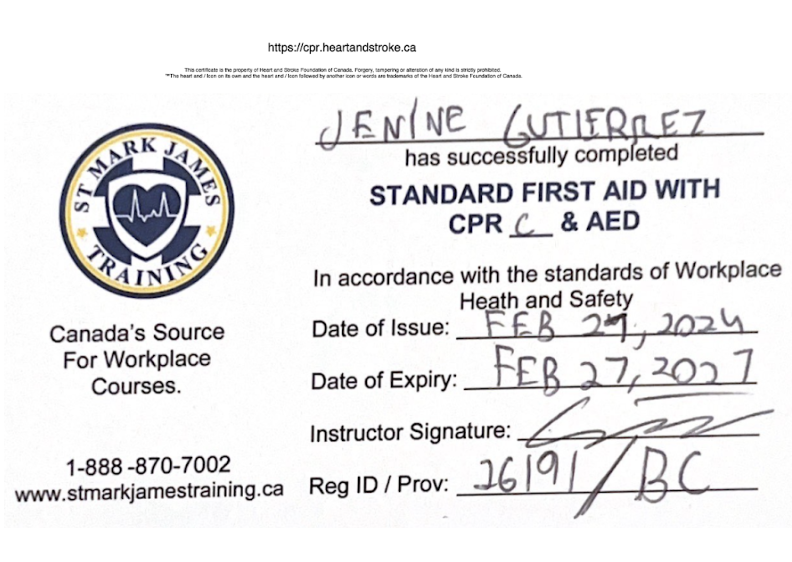 https://cpr.heartandstroke.ca
This certificate is the property of Heart and Stroke Foundation of Canada. Forgery, tampering or alteration of any kind is strictly prohibited.
™The heart and / Icon on its own and the heart and / Icon followed by another icon or words are trademarks of the Heart and Stroke Foundation of Canada.
ST MARK JAMES
TRAINING
Canada's Source
For Workplace
Courses.
1-888 -870-7002
www.stmarkjamestraining.ca
JENINE GUTIERREZ
has successfully completed
STANDARD FIRST AID WITH
CPR C & AED
In accordance with the standards of Workplace
Heath and Safety
Date of Issue: FEB 27, 2024
Date of Expiry: FEB 27, 2027
Instructor Signature:
Reg ID / Prov: 26191/BC